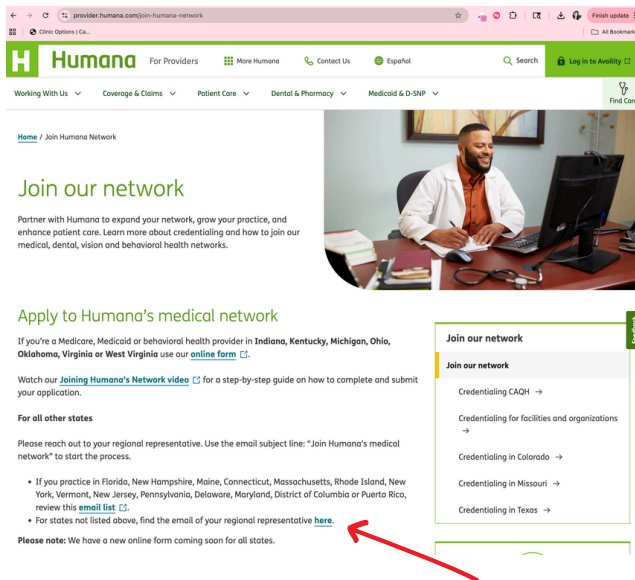 provider.humana.com/join-humana-network
Finish update
Clinic Options | Ca...
All Bookmark
H Humana For Providers More Humana Contact Us Español Search Log in to Availity
Working With Us Coverage & Claims Patient Care Dental & Pharmacy Medicaid & D-SNP Find Care
Home / Join Humana Network
Join our network
Partner with Humana to expand your network, grow your practice, and
enhance patient care. Learn more about credentialing and how to join our
medical, dental, vision and behavioral health networks.
Apply to Humana's medical network
If you're a Medicare, Medicaid or behavioral health provider in Indiana, Kentucky, Michigan, Ohio,
Oklahoma, Virginia or West Virginia use our online form.
Watch our Joining Humana's Network video for a step-by-step guide on how to complete and submit
your application.
For all other states
Please reach out to your regional representative. Use the email subject line: "Join Humana's medical
network" to start the process.
• If you practice in Florida, New Hampshire, Maine, Connecticut, Massachusetts, Rhode Island, New
York, Vermont, New Jersey, Pennsylvania, Delaware, Maryland, District of Columbia or Puerto Rico,
review this email list.
• For states not listed above, find the email of your regional representative here.
Please note: We have a new online form coming soon for all states.
Feedback
Join our network
Join our network
Credentialing CAQH →
Credentialing for facilities and organizations
→
Credentialing in Colorado →
Credentialing in Missouri →
Credentialing in Texas →